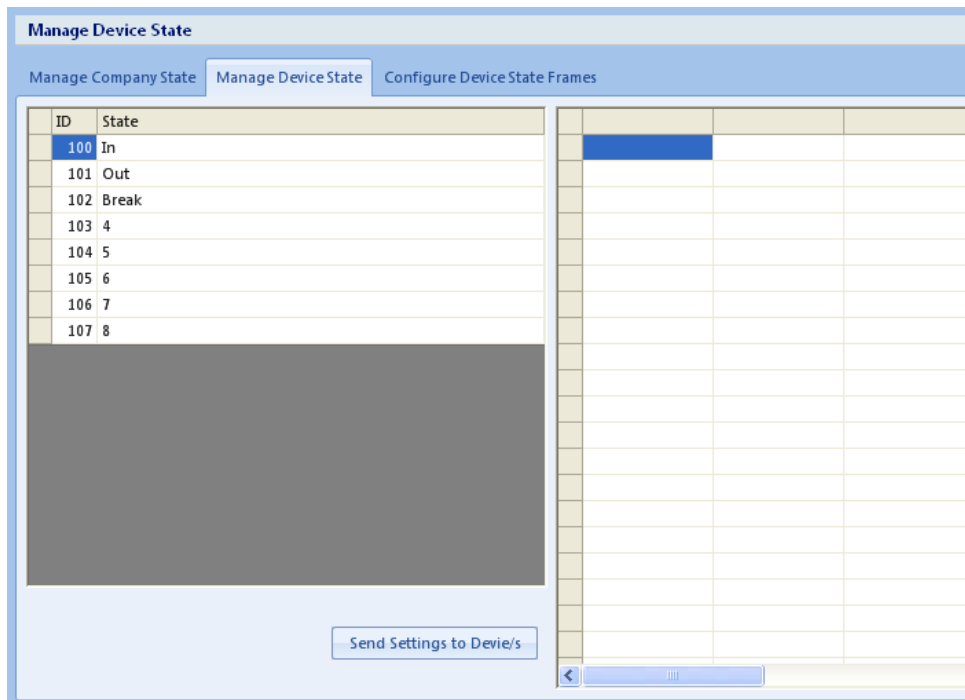 Manage Device State
Manage Company State Manage Device State Configure Device State Frames
ID State
100 In
101 Out
102 Break
103 4
104 5
105 6
106 7
107 8
Send Settings to Devie/s